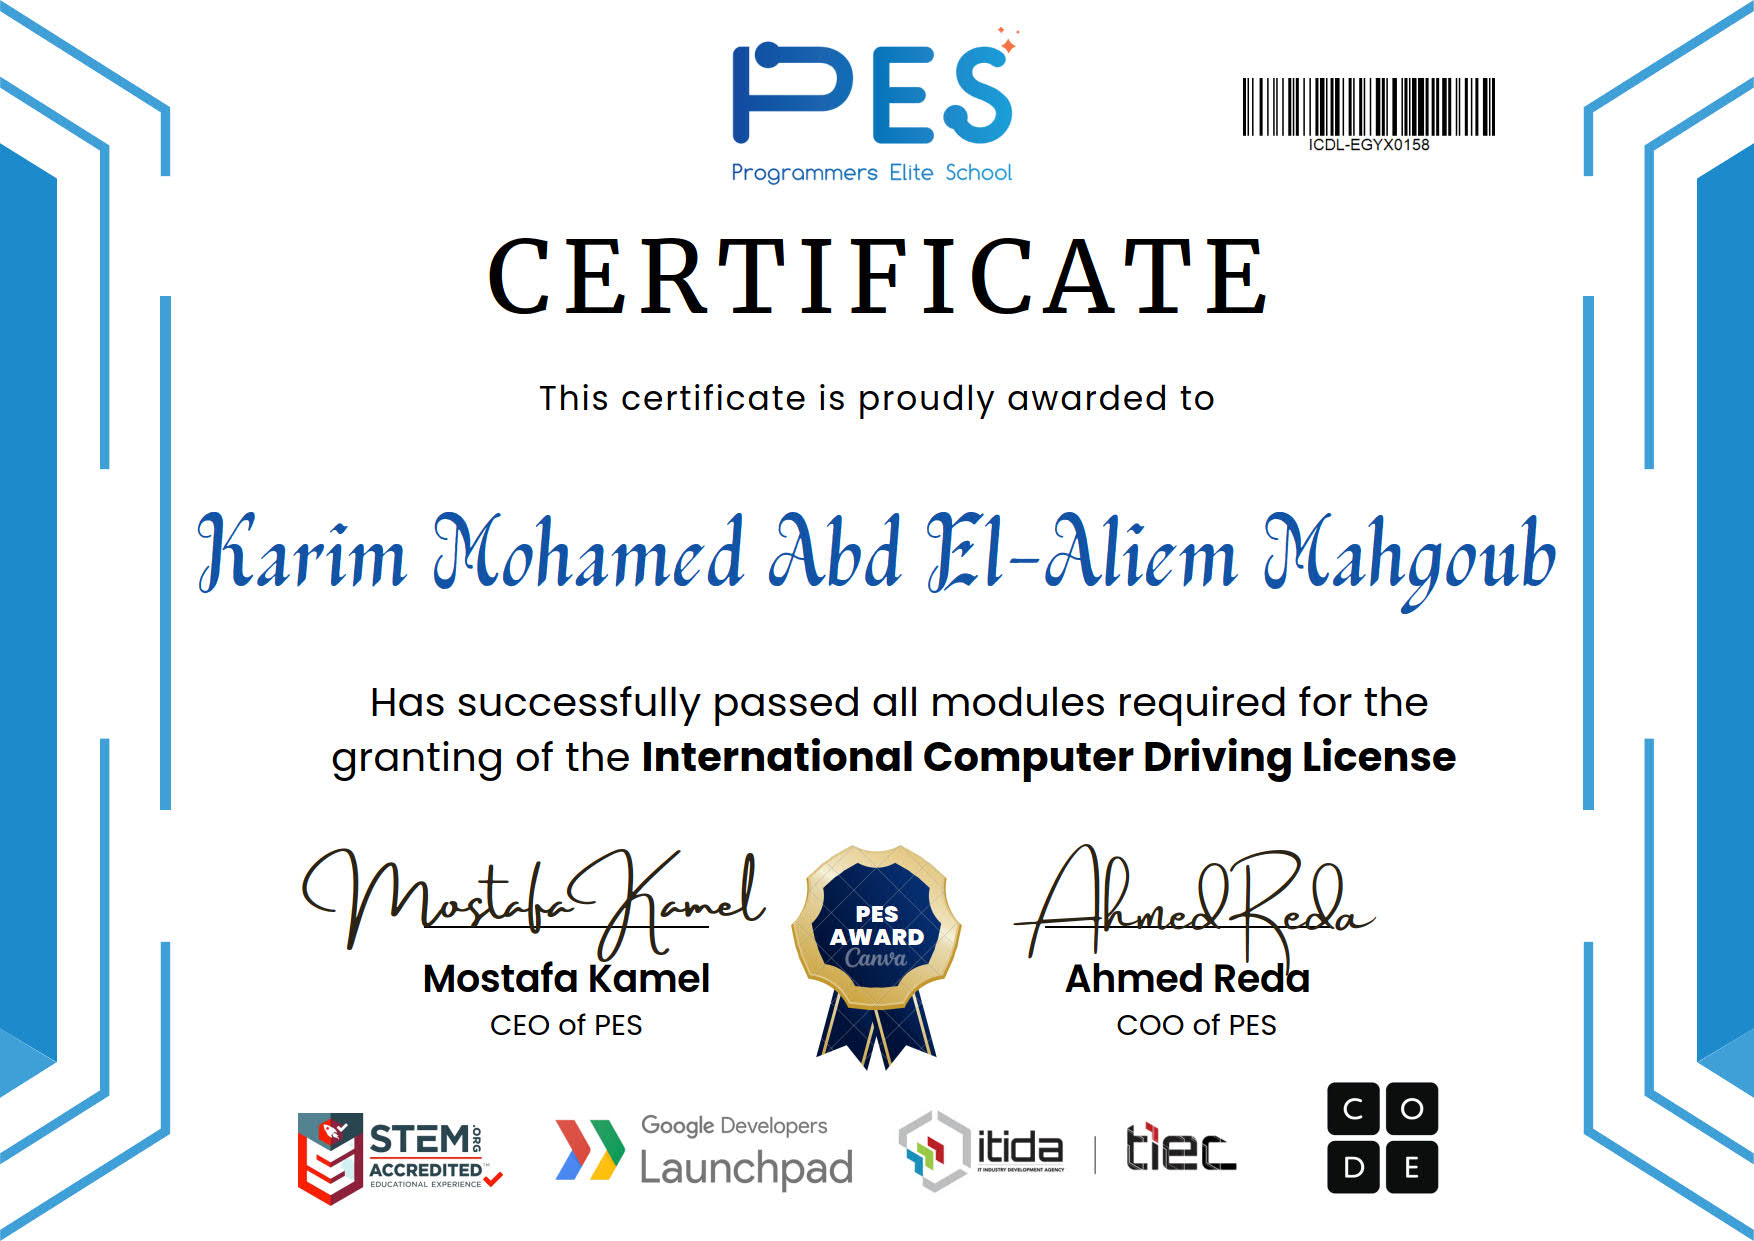 PES
Programmers Elite School
ICDL-EGYX0158
CERTIFICATE
This certificate is proudly awarded to
Karim Mohamed Abd El-Aliem Mahgoub
Has successfully passed all modules required for the
granting of the International Computer Driving License
Mostafa Kamel
Mostafa Kamel
CEO of PES
PES
AWARD
Canva
Ahmed Reda
Ahmed Reda
COO of PES
STEM.ORG
ACCREDITED™
EDUCATIONAL EXPERIENCE
Google Developers
Launchpad
itida
IT INDUSTRY DEVELOPMENT AGENCY
tiec
C O
D E